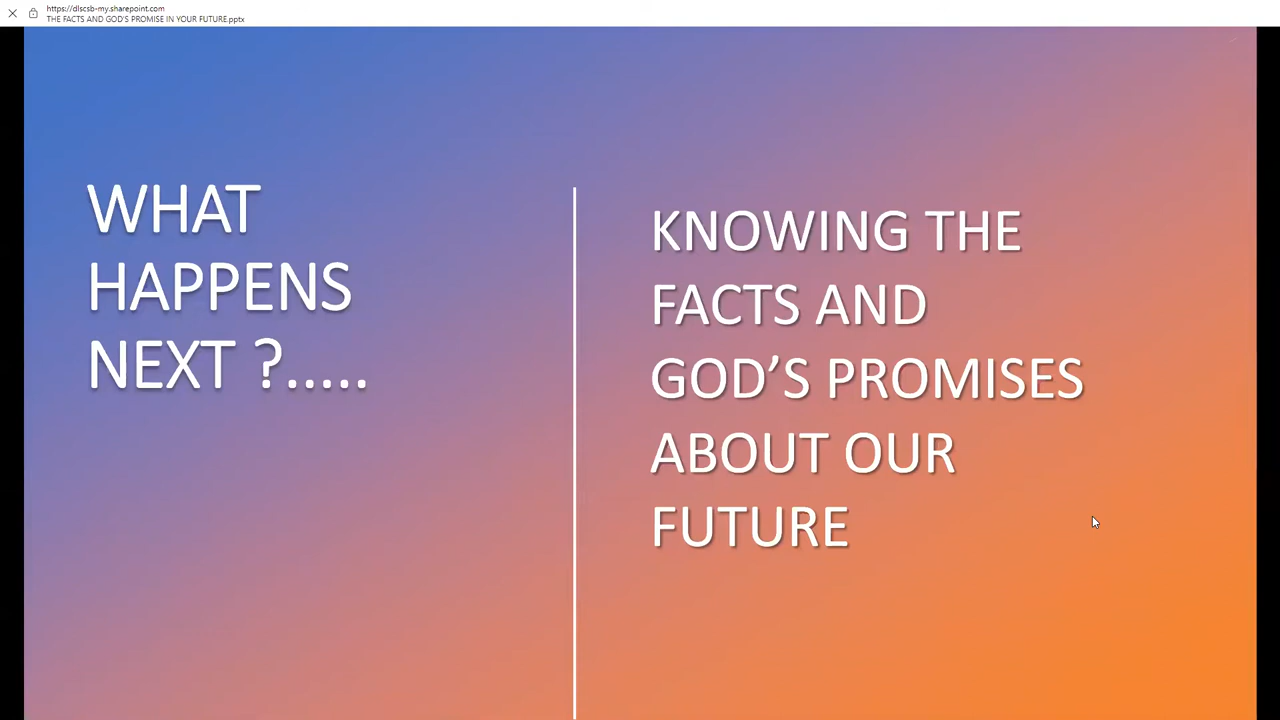 https://dlscsb-my.sharepoint.com
THE FACTS AND GOD'S PROMISE IN YOUR FUTURE.pptx
WHAT
HAPPENS
NEXT ?.....
KNOWING THE
FACTS AND
GOD’S PROMISES
ABOUT OUR
FUTURE